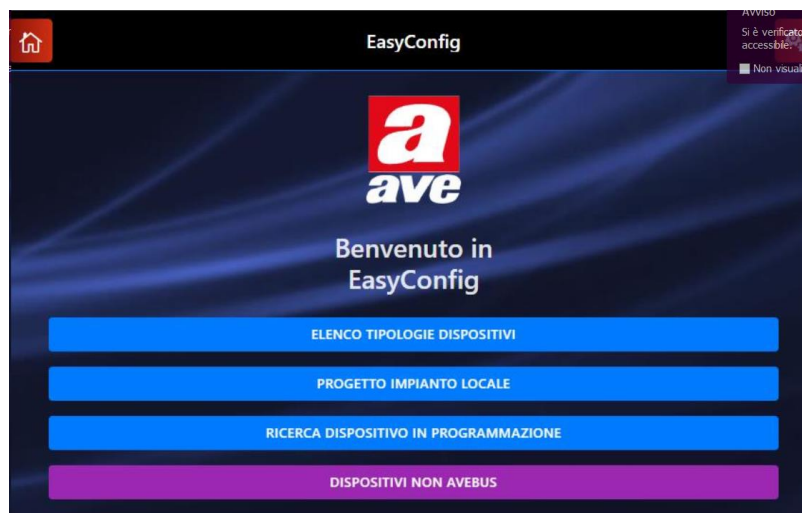 EasyConfig
Avviso
Si è verificato
accessibile.
Non visuali
a
ave
Benvenuto in
EasyConfig
ELENCO TIPOLOGIE DISPOSITIVI
PROGETTO IMPIANTO LOCALE
RICERCA DISPOSITIVO IN PROGRAMMAZIONE
DISPOSITIVI NON AVEBUS